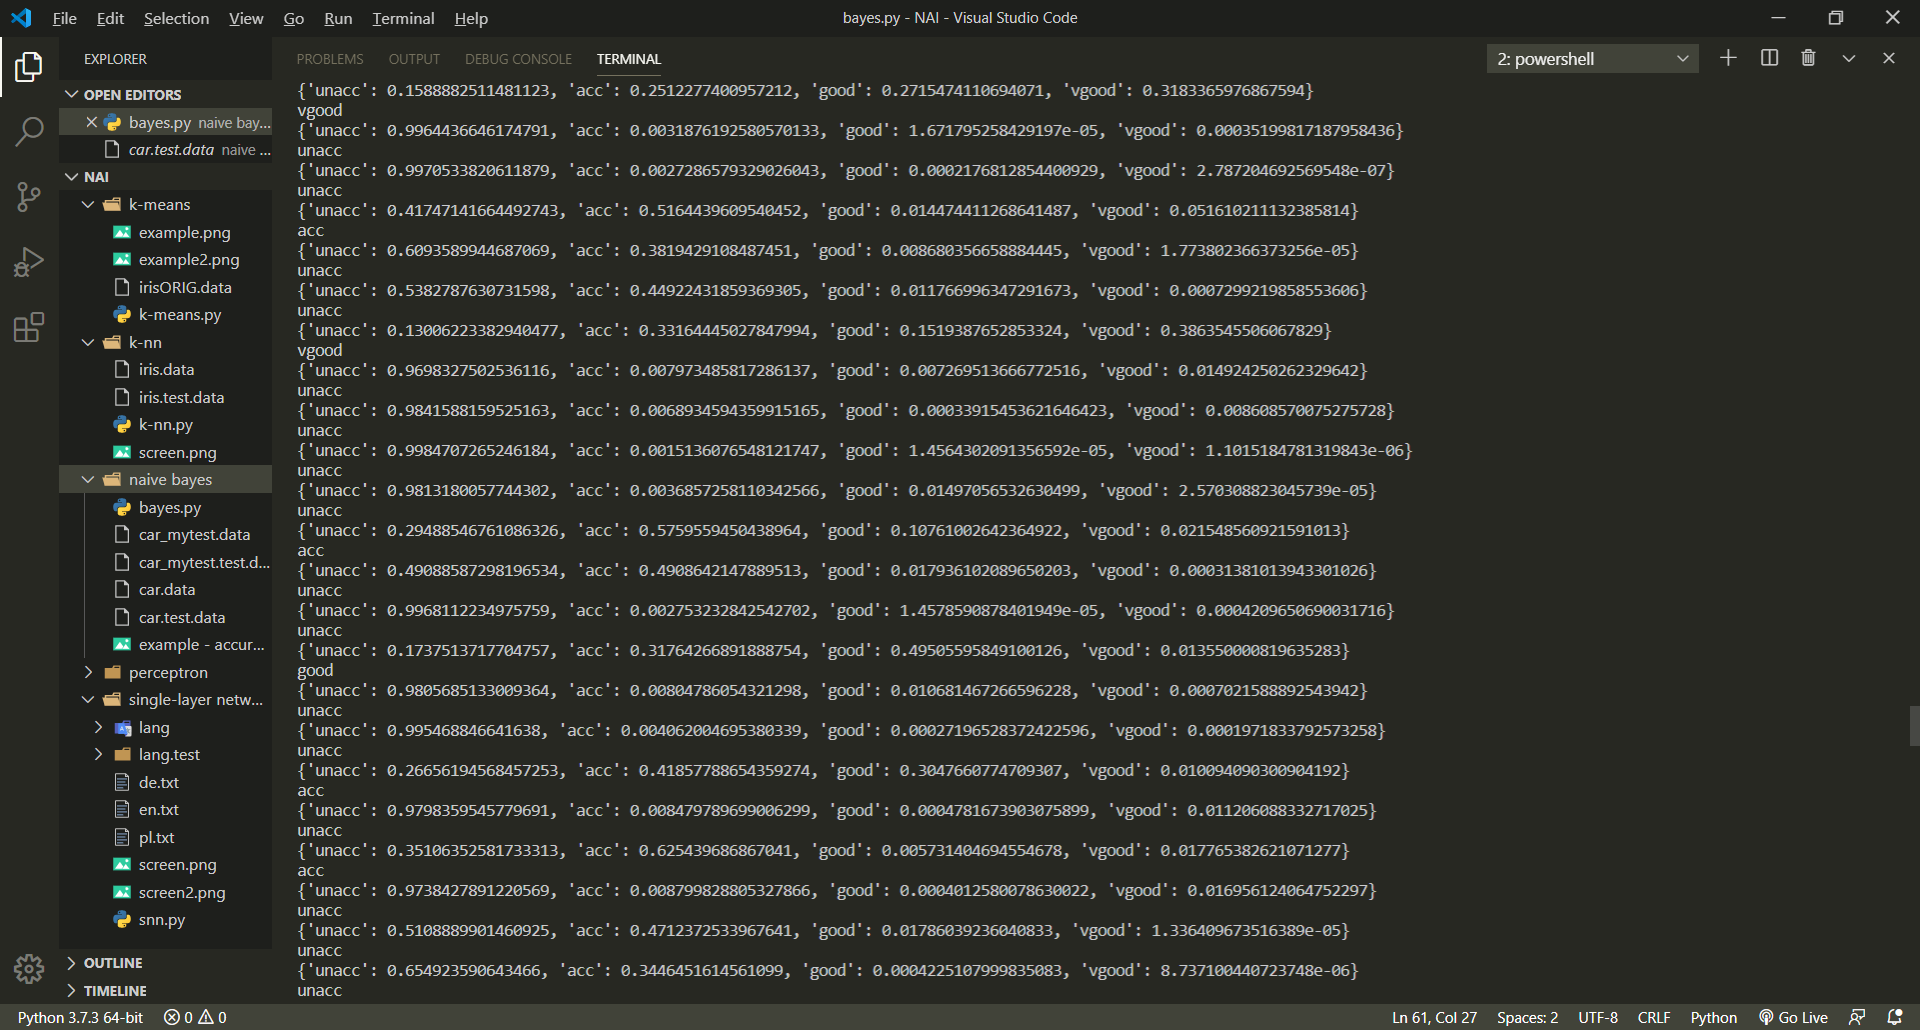 File Edit Selection View Go Run Terminal Help
bayes.py - NAI - Visual Studio Code
EXPLORER
OPEN EDITORS
bayes.py naive bay...
car.test.data naive ...
NAI
k-means
example.png
example2.png
irisORIG.data
k-means.py
k-nn
iris.data
iris.test.data
k-nn.py
screen.png
naive bayes
bayes.py
car_mytest.data
car_mytest.test.d...
car.data
car.test.data
example - accur...
perceptron
single-layer netw...
lang
lang.test
de.txt
en.txt
pl.txt
screen.png
screen2.png
snn.py
OUTLINE
TIMELINE
PROBLEMS OUTPUT DEBUG CONSOLE TERMINAL
2: powershell
{'unacc': 0.1588882511481123, 'acc': 0.2512277400957212, 'good': 0.2715474110694071, 'vgood': 0.3183365976867594}
vgood
{'unacc': 0.9964436646174791, 'acc': 0.0031876192580570133, 'good': 1.671795258429197e-05, 'vgood': 0.00035199817187958436}
unacc
{'unacc': 0.9970533820611879, 'acc': 0.0027286579329026043, 'good': 0.0002176812854400929, 'vgood': 2.7872046925695​48e-07}
unacc
{'unacc': 0.41747141664492743, 'acc': 0.5164439609540452, 'good': 0.014474411268641487, 'vgood': 0.051610211132385814}
acc
{'unacc': 0.6093589944687069, 'acc': 0.3819429108487451, 'good': 0.008680356658884445, 'vgood': 1.773802366373256e-05}
unacc
{'unacc': 0.5382787630731598, 'acc': 0.44922431859369305, 'good': 0.011766996347291673, 'vgood': 0.0007299219858553606}
unacc
{'unacc': 0.13006223382940477, 'acc': 0.33164445027847994, 'good': 0.1519387652853324, 'vgood': 0.3863545506067829}
vgood
{'unacc': 0.9698327502536116, 'acc': 0.007973485817286137, 'good': 0.007269513666772516, 'vgood': 0.014924250262329642}
unacc
{'unacc': 0.9841588159525163, 'acc': 0.0068934594359915165, 'good': 0.00033915453621646423, 'vgood': 0.008608570075275728}
unacc
{'unacc': 0.9984707265246184, 'acc': 0.0015136076548121747, 'good': 1.4564302091356592e-05, 'vgood': 1.1015184781319843e-06}
unacc
{'unacc': 0.9813180057744302, 'acc': 0.0036857258110342566, 'good': 0.01497056532630499, 'vgood': 2.570308823045739e-05}
unacc
{'unacc': 0.29488546761086326, 'acc': 0.5759559450438964, 'good': 0.10761002642364922, 'vgood': 0.021548560921591013}
acc
{'unacc': 0.49088587298196534, 'acc': 0.4908642147889513, 'good': 0.017936102089650203, 'vgood': 0.00031381013943301026}
unacc
{'unacc': 0.9968112234975759, 'acc': 0.002753232842542702, 'good': 1.4578590878401949e-05, 'vgood': 0.0004209650690031716}
unacc
{'unacc': 0.1737513717704757, 'acc': 0.31764266891888754, 'good': 0.49505595849100126, 'vgood': 0.013550000819635283}
good
{'unacc': 0.9805685133009364, 'acc': 0.00804786054321298, 'good': 0.010681467266596228, 'vgood': 0.0007021588892543942}
unacc
{'unacc': 0.995468846641638, 'acc': 0.004062004695380339, 'good': 0.00027196528372422596, 'vgood': 0.0001971833792573258}
unacc
{'unacc': 0.26656194568457253, 'acc': 0.41857788654359274, 'good': 0.3047660774709307, 'vgood': 0.010094090300904192}
acc
{'unacc': 0.9798359545779691, 'acc': 0.008479789699006299, 'good': 0.0004781673903075899, 'vgood': 0.011206088332717025}
unacc
{'unacc': 0.35106352581733313, 'acc': 0.625439686867041, 'good': 0.005731404694554678, 'vgood': 0.017765382621071277}
acc
{'unacc': 0.9738427891220569, 'acc': 0.008799828805327866, 'good': 0.0004012580078630022, 'vgood': 0.016956124064752297}
unacc
{'unacc': 0.5108889901460925, 'acc': 0.4712372533967641, 'good': 0.01786039236040833, 'vgood': 1.336409673516389e-05}
unacc
{'unacc': 0.654923590643466, 'acc': 0.3446451614561099, 'good': 0.0004225107999835083, 'vgood': 8.737100440723748e-06}
unacc
Python 3.7.3 64-bit 0 0
Ln 61, Col 27 Spaces: 2 UTF-8 CRLF Python Go Live